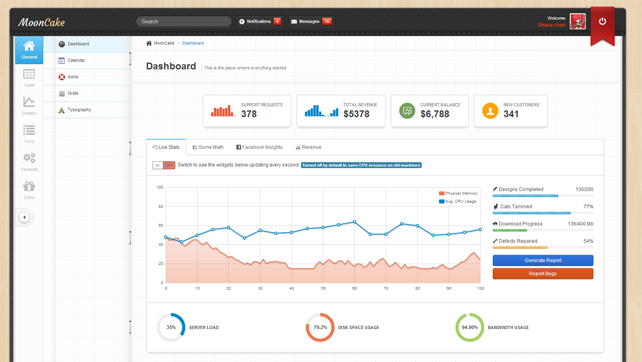 MoonCake
Search
Notifications
Messages
Welcome
General
Dashboard
Calendar
Icons
Grids
Typography
Table
Statistic
Form
Elements
Extra
MoonCake
Dashboard
Dashboard
This is the place where everything started
SUPPORT REQUESTS
378
TOTAL REVENUE
$5378
CURRENT BALANCE
$6,788
NEW CUSTOMERS
341
Live Stats
Some Math
Facebook Insights
Revenue
Switch to see the widgets below updating every second
Turned off by default to save CPU resource on old machines
Physical Memory
Avg. CPU Usage
100
80
60
40
20
0
0 10 20 30 40 50 60 70 80 90 100
Designs Completed 130/200
Cats Tammed 77%
Download Progress 136/400 Mb
Defects Repaired 54%
Generate Report
Report Bugs
35% SERVER LOAD
79.2% DISK SPACE USAGE
94.90% BANDWIDTH USAGE